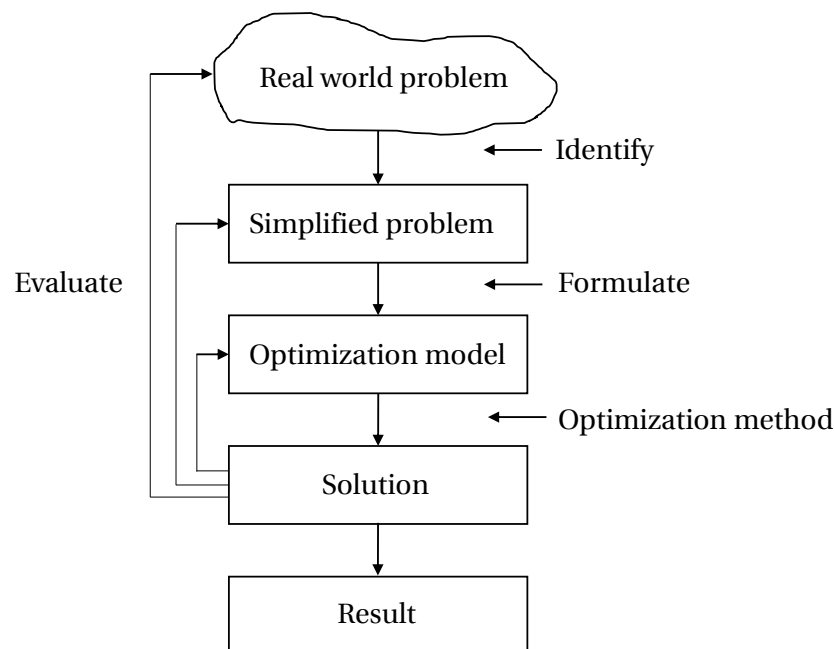 Real world problem
Identify
Simplified problem
Evaluate
Formulate
Optimization model
Optimization method
Solution
Result